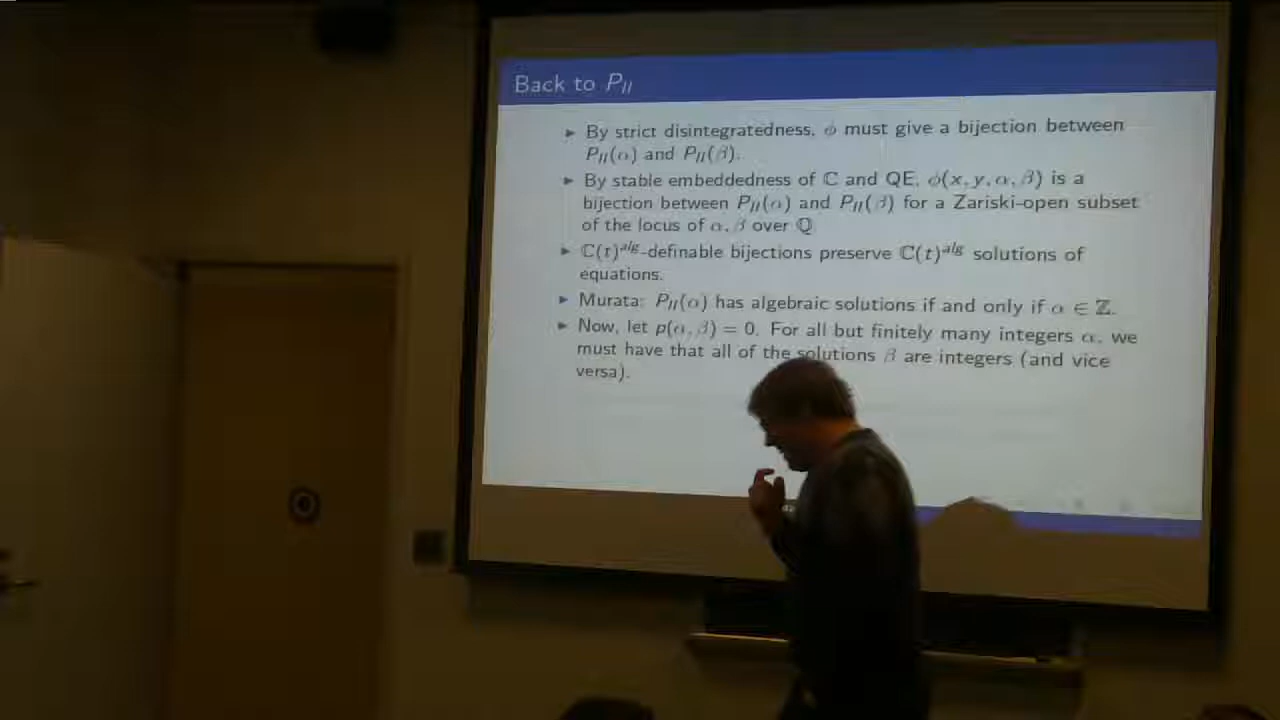 Back to P_II
▶ By strict disintegratedness, ϕ must give a bijection between
P_II(α) and P_II(β).
▶ By stable embeddedness of ℂ and QE, ϕ(x, y, α, β) is a
bijection between P_II(α) and P_II(β) for a Zariski-open subset
of the locus of α, β over ℚ
▶ ℂ(t)^alg-definable bijections preserve ℂ(t)^alg solutions of
equations.
▶ Murata: P_II(α) has algebraic solutions if and only if α ∈ ℤ.
▶ Now, let p(α, β) = 0. For all but finitely many integers α, we
must have that all of the solutions β are integers (and vice
versa).